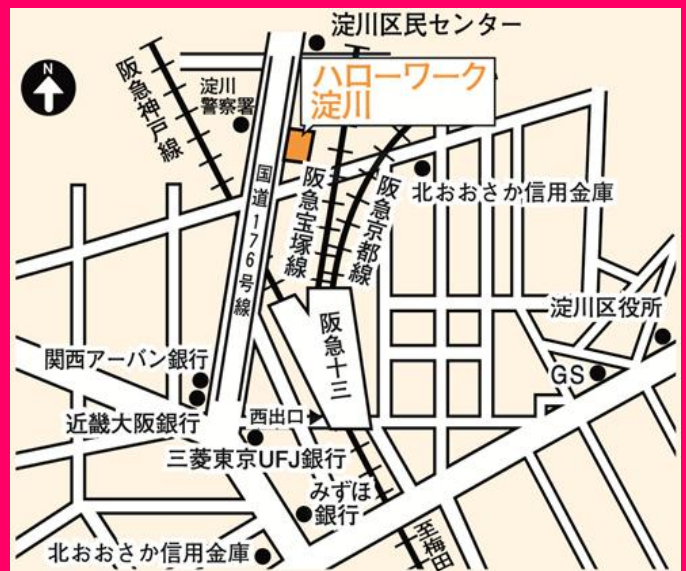 淀川区民センター
N
ハローワーク
淀川
淀川
警察署
阪急神戸線
国道176号線
阪急宝塚線
阪急京都線
北おおさか信用金庫
阪急十三
淀川区役所
関西アーバン銀行
GS
近畿大阪銀行
西出口
三菱東京UFJ銀行
みずほ
銀行
至梅田
北おおさか信用金庫